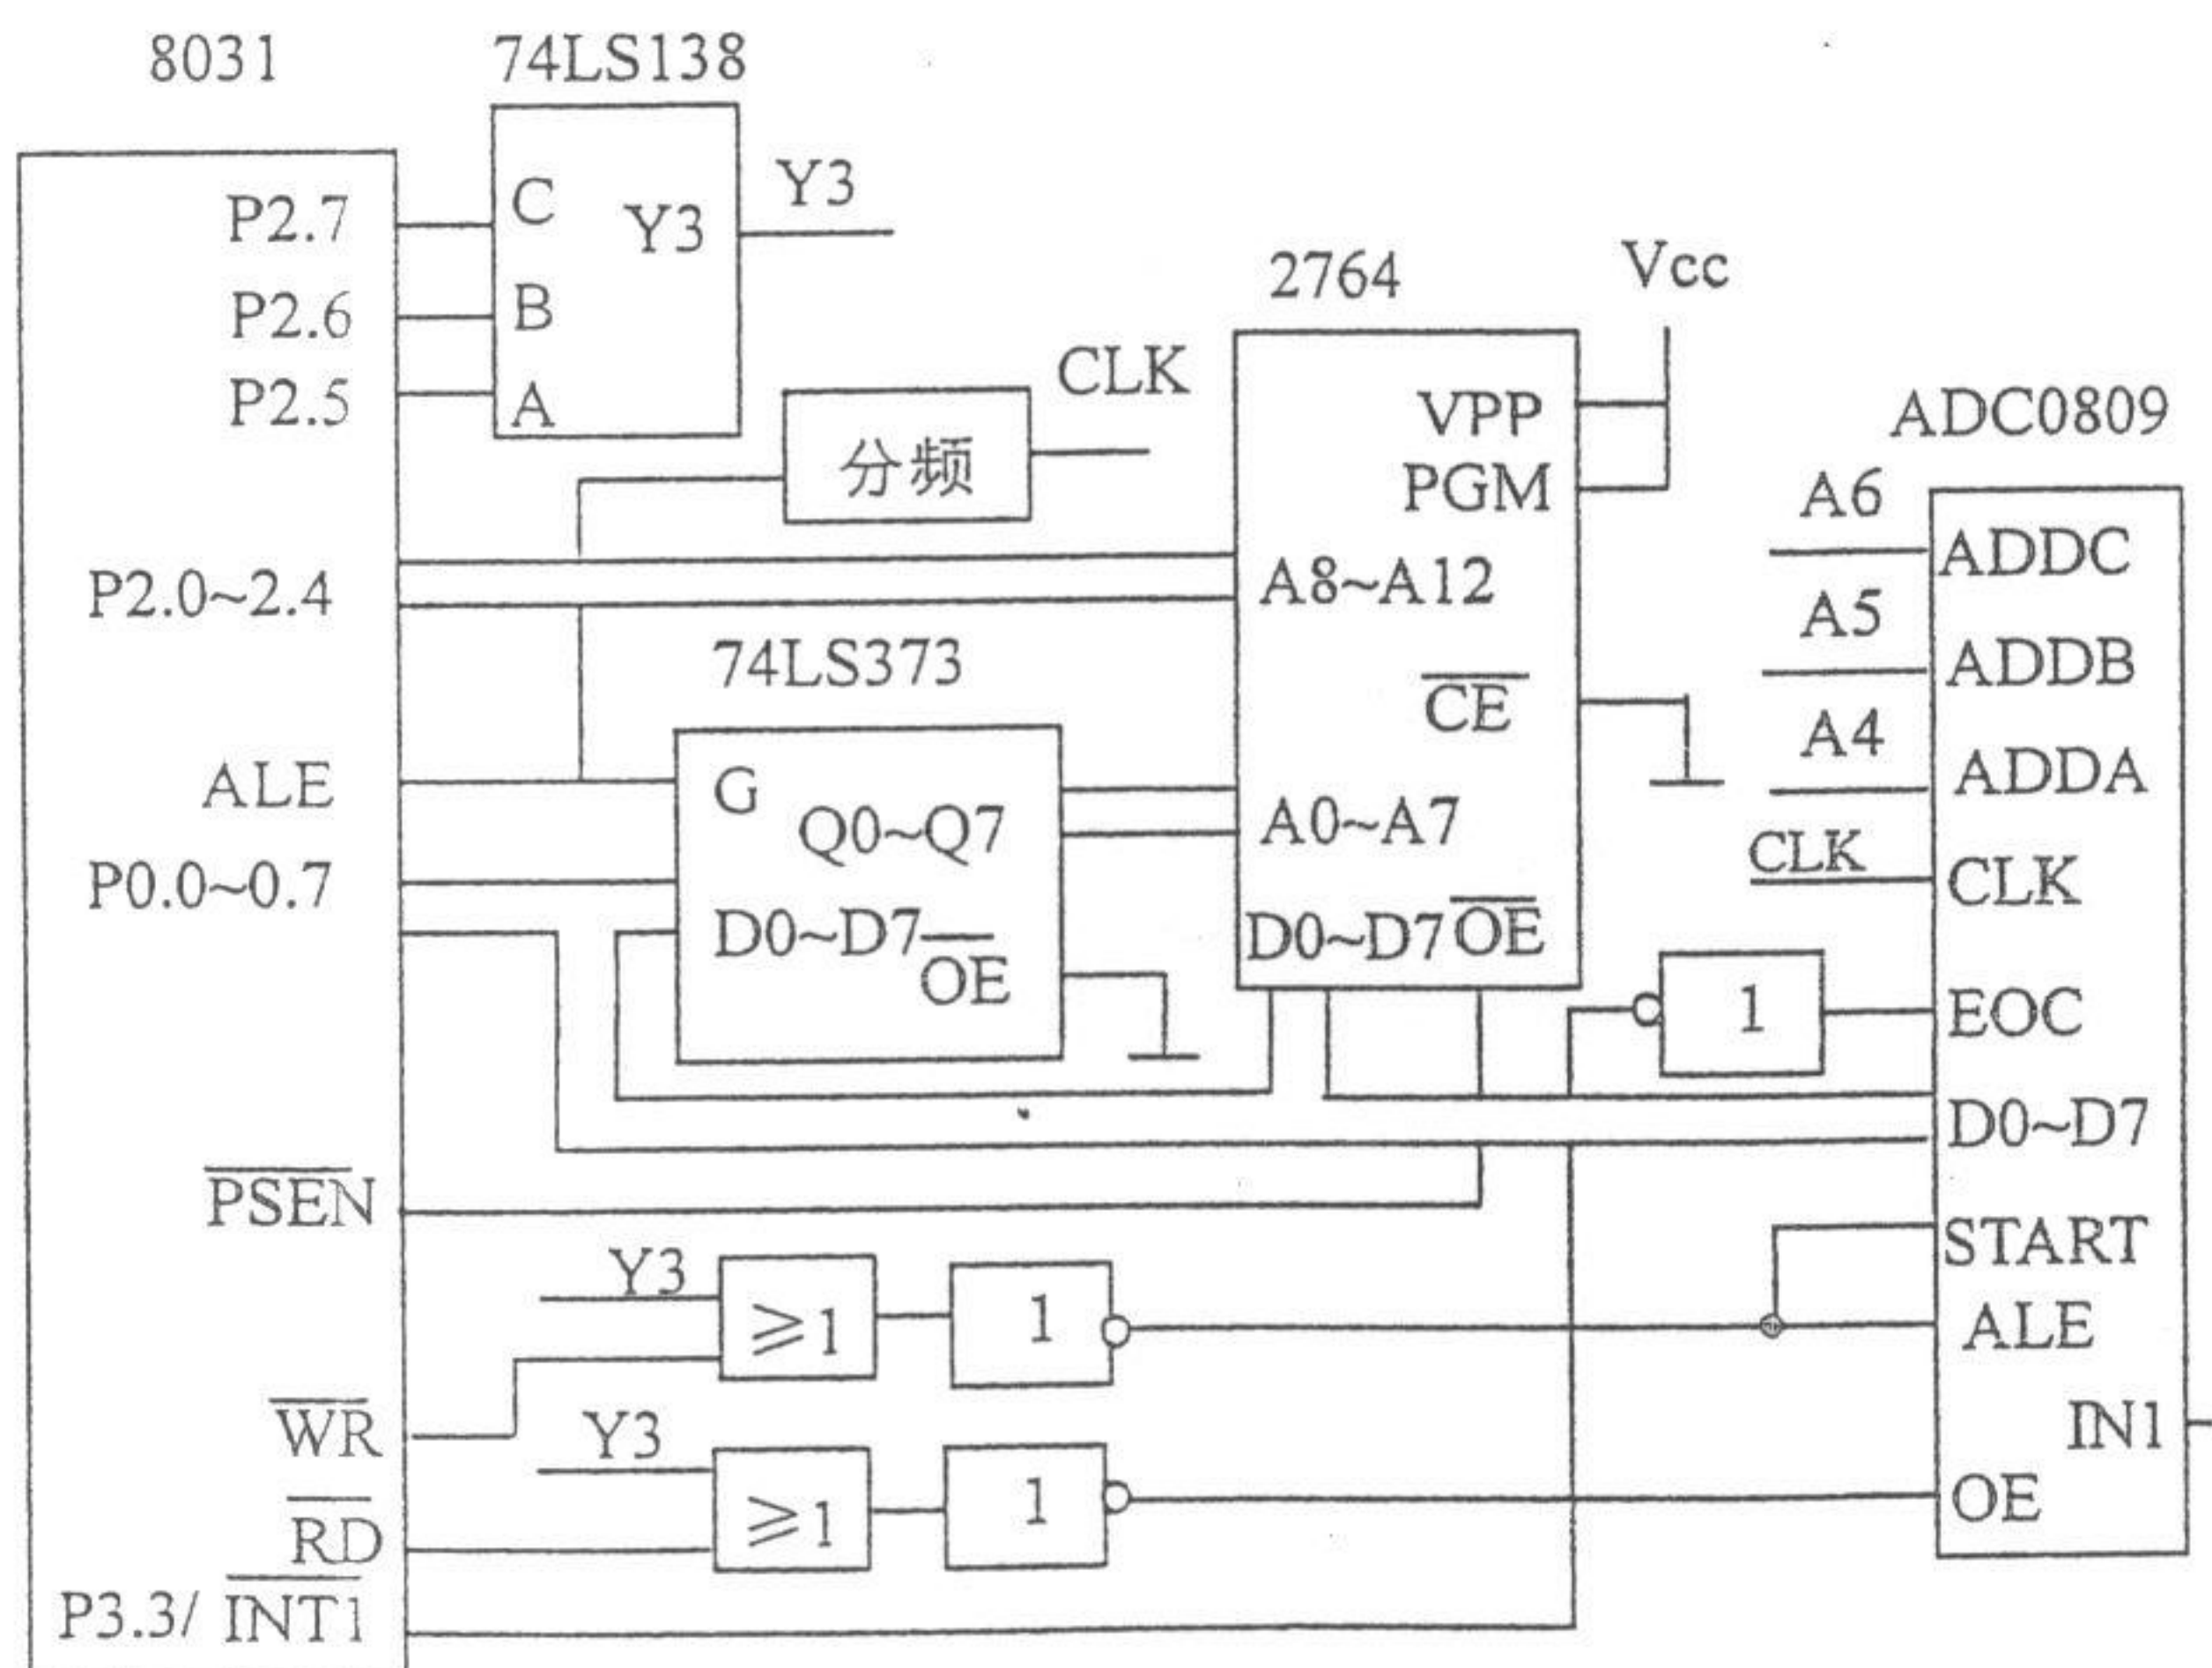 8031
74LS138
P2.7
C
Y3
Y3
P2.6
B
P2.5
A
2764
Vcc
CLK
分频
VPP
PGM
ADC0809
A6
ADDC
P2.0~2.4
A8~A12
A5
ADDB
74LS373
CE
A4
ADDA
ALE
G
Q0~Q7
A0~A7
CLK
CLK
P0.0~0.7
D0~D7
OE
D0~D7
OE
1
EOC
D0~D7
PSEN
START
Y3
≥1
1
ALE
WR
IN1
Y3
≥1
1
OE
RD
P3.3/ INT1